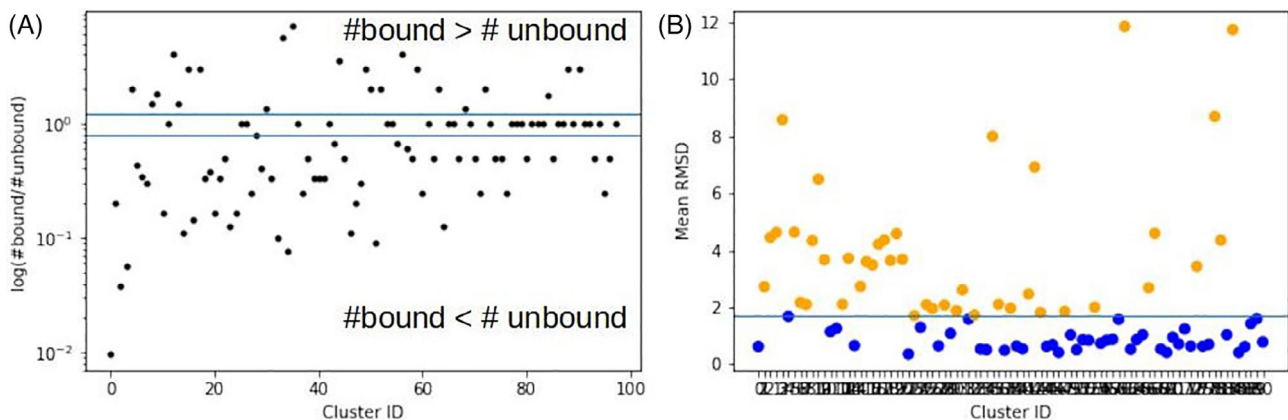 (A)
#bound > # unbound
#bound < # unbound
log(#bound/#unbound)
10⁰
10⁻¹
10⁻²
0 20 40 60 80 100
Cluster ID
(B)
Mean RMSD
12
10
8
6
4
2
0
Cluster ID